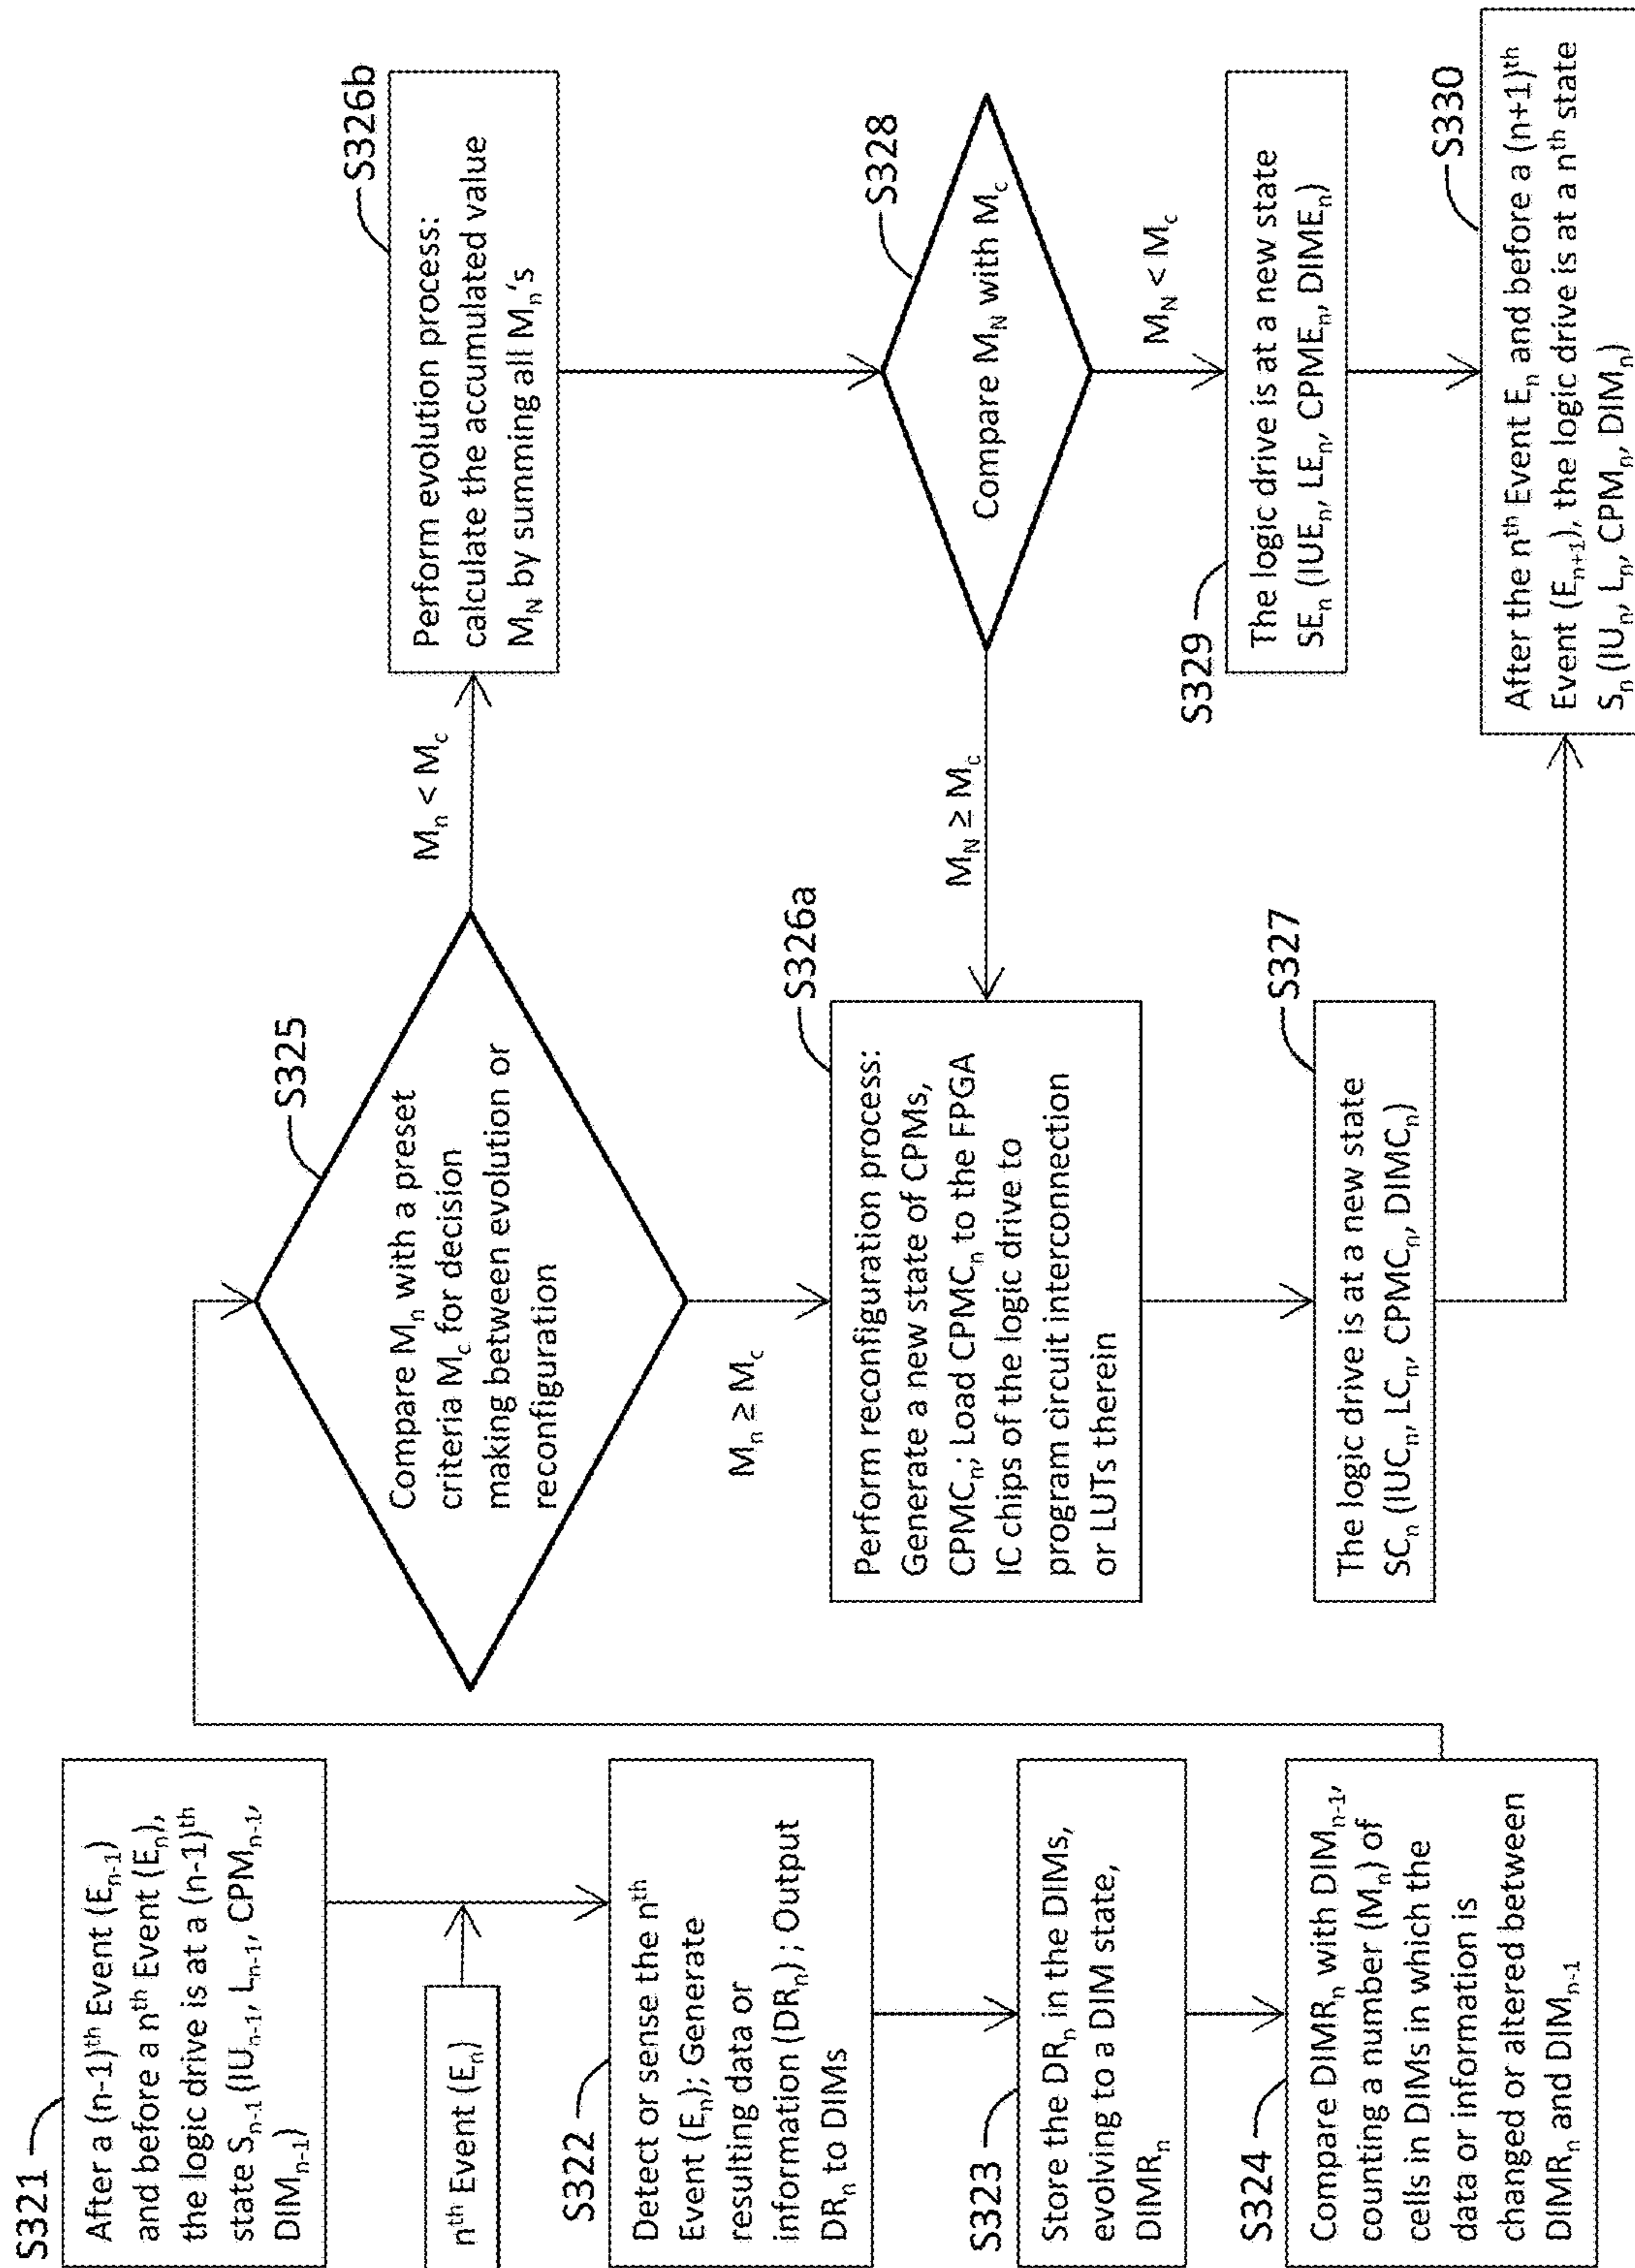 S321
After a (n-1)th Event (En-1)
and before a nth Event (En),
the logic drive is at a (n-1)th
state Sn-1 (IUn-1, Ln-1, CPMn-1,
DIMn-1)
nth Event (En)
S322
Detect or sense the nth
Event (En); Generate
resulting data or
information (DRn) ; Output
DRn to DIMs
S323
Store the DRn in the DIMs,
evolving to a DIM state,
DIMRn
S324
Compare DIMRn with DIMn-1,
counting a number (Mn) of
cells in DIMs in which the
data or information is
changed or altered between
DIMRn and DIMn-1
S325
Compare Mn with a preset
criteria Mc for decision
making between evolution or
reconfiguration
Mn ≥ Mc
Mn < Mc
S326a
Perform reconfiguration process:
Generate a new state of CPMs,
CPMCn; Load CPMCn to the FPGA
IC chips of the logic drive to
program circuit interconnection
or LUTs therein
S327
The logic drive is at a new state
SCn (IUCn, LCn, CPMCn, DIMCn)
S326b
Perform evolution process:
calculate the accumulated value
MN by summing all Mn‘s
S328
Compare MN with Mc
MN ≥ Mc
MN < Mc
S329
The logic drive is at a new state
SEn (IUEn, LEn, CPMEn, DIMEn)
S330
After the nth Event En and before a (n+1)th
Event (En+1), the logic drive is at a nth state
Sn (IUn, Ln, CPMn, DIMn)